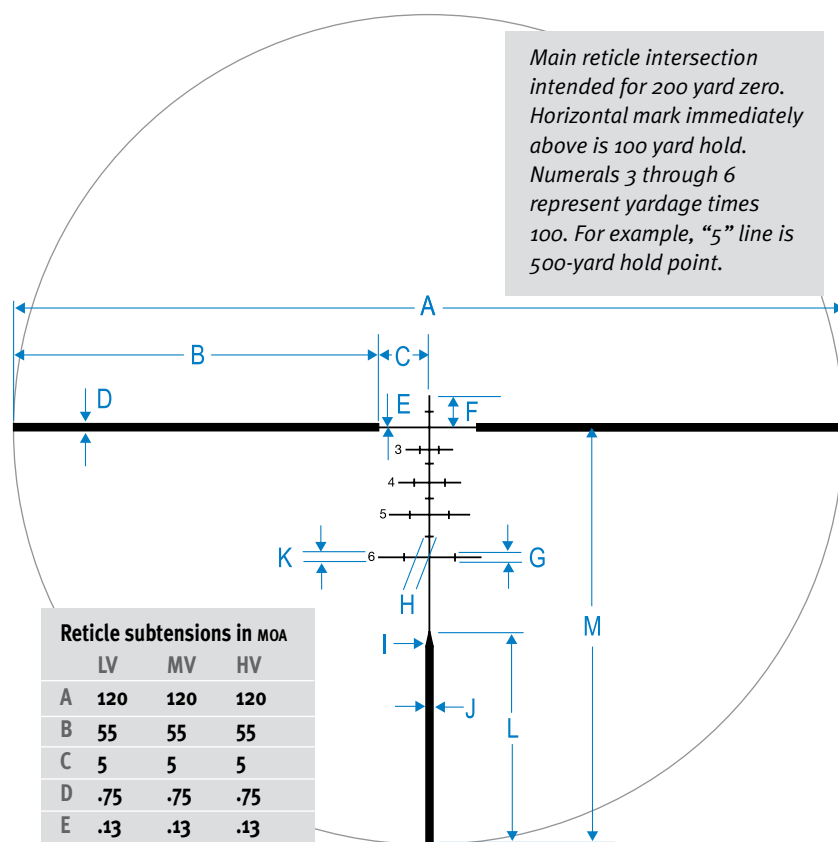 Main reticle intersection
intended for 200 yard zero.
Horizontal mark immediately
above is 100 yard hold.
Numerals 3 through 6
represent yardage times
100. For example, “5” line is
500-yard hold point.
A
B
C
D
E
F
3
4
5
K
6
G
H
M
I
J
L
Reticle subtensions in MOA
LV MV HV
A 120 120 120
B 55 55 55
C 5 5 5
D .75 .75 .75
E .13 .13 .13